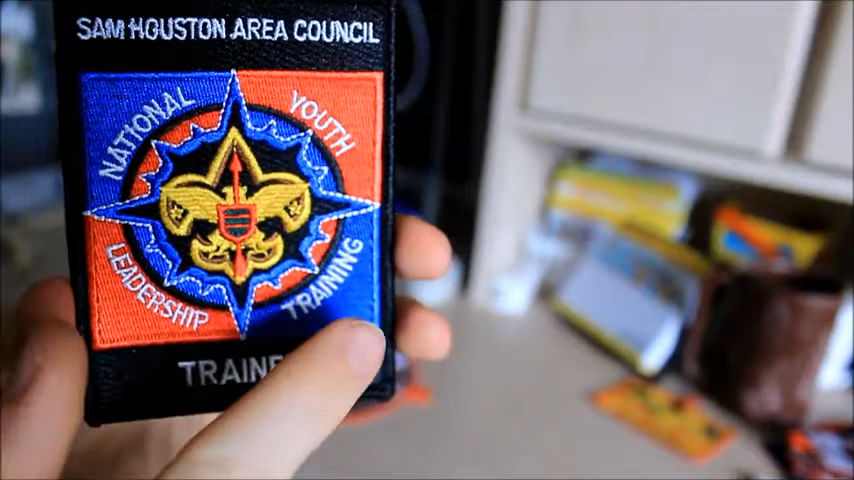 SAM HOUSTON AREA COUNCIL
NATIONAL YOUTH
LEADERSHIP TRAINING